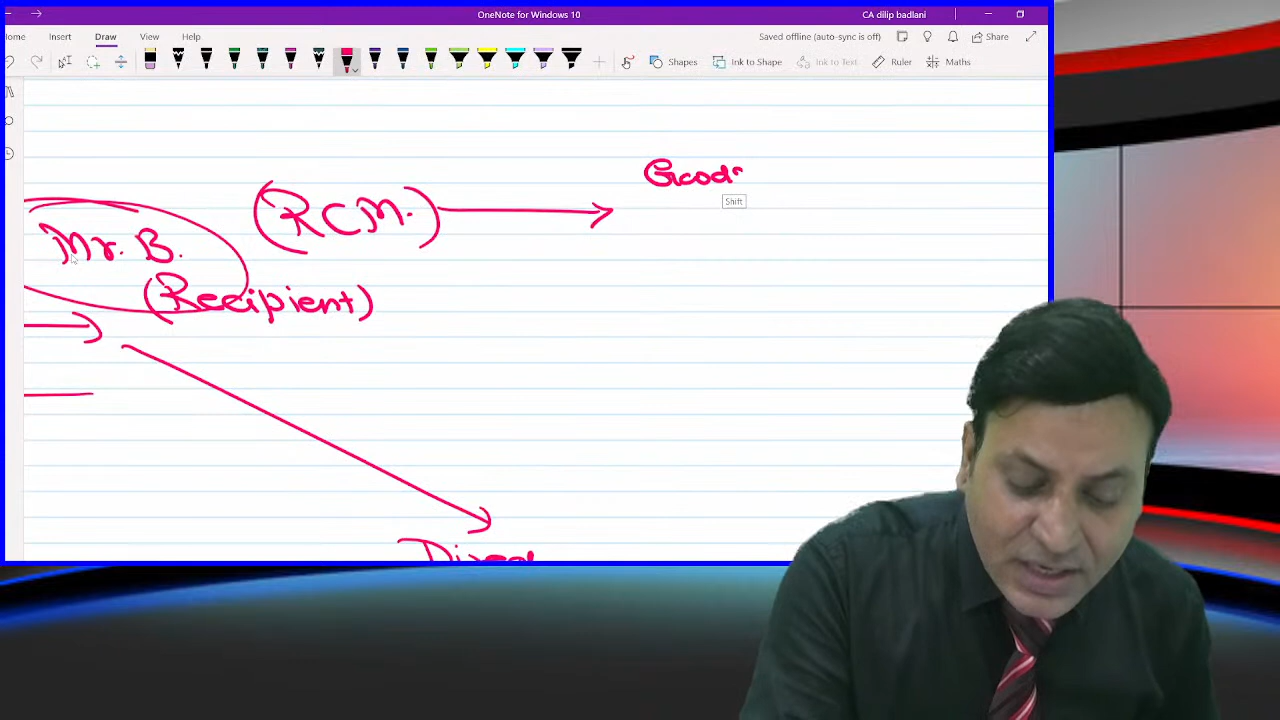 OneNote for Windows 10
CA dilip badlani
Insert Draw View Help
Saved offline (auto-sync is off)
Share
Shapes
Ink to Shape
Ink to Text
Ruler
Maths
Goods
Shift
(RCM.)
Mr. B.
(Recipient)